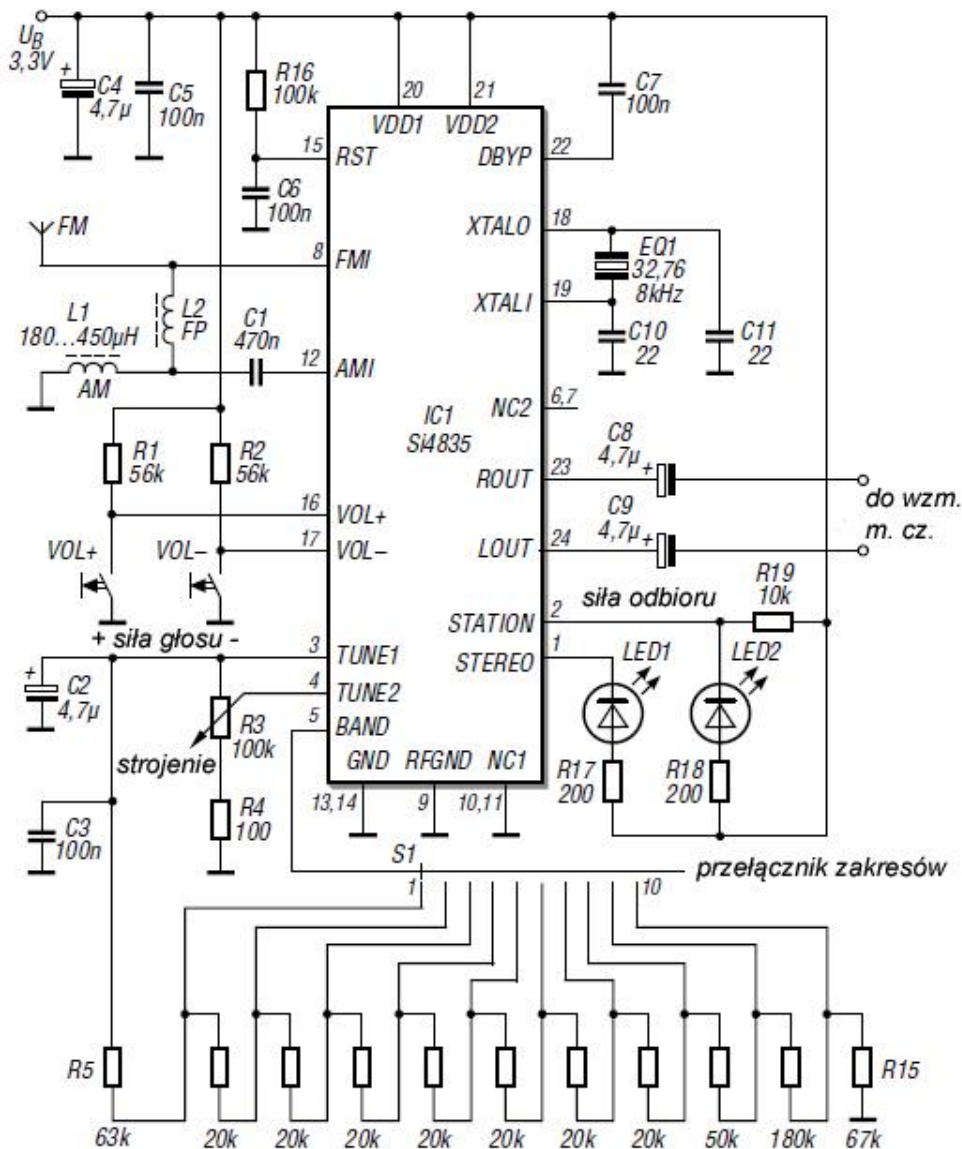 U_B
3,3V
+
C4
4,7µ
C5
100n
R16
100k
20
VDD1
21
VDD2
C7
100n
15
RST
DBYP
22
C6
100n
XTALO
18
FM
8
FMI
EQ1
32,76
8kHz
XTALI
19
L2
FP
L1
180...450µH
AM
C1
470n
12
AMI
C10
22
C11
22
IC1
Si4835
NC2
6,7
R1
56k
R2
56k
C8
4,7µ
+
ROUT
23
C9
4,7µ
+
LOUT
24
do wzm.
m. cz.
16
VOL+
17
VOL–
VOL+
VOL–
+ siła głosu -
siła odbioru
R19
10k
STATION
2
STEREO
1
LED1
LED2
3
TUNE1
4
TUNE2
5
BAND
+
C2
4,7µ
strojenie
R3
100k
R4
100
GND
RFGND
NC1
13,14
9
10,11
R17
200
R18
200
C3
100n
S1
przełącznik zakresów
1
10
R5
R15
63k
20k
20k
20k
20k
20k
20k
20k
50k
180k
67k